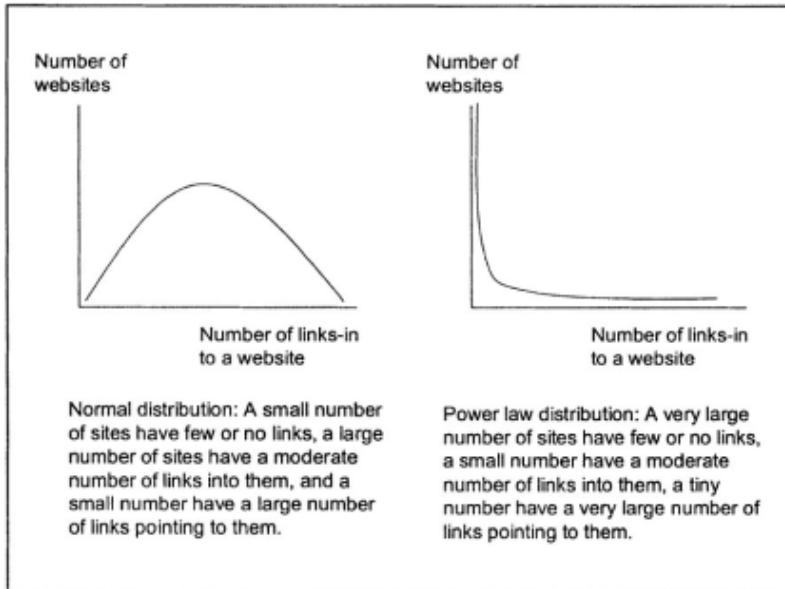 Number of
websites
Number of links-in
to a website
Normal distribution: A small number
of sites have few or no links, a large
number of sites have a moderate
number of links into them, and a
small number have a large number
of links pointing to them.
Number of
websites
Number of links-in
to a website
Power law distribution: A very large
number of sites have few or no links,
a small number have a moderate
number of links into them, a tiny
number have a very large number of
links pointing to them.